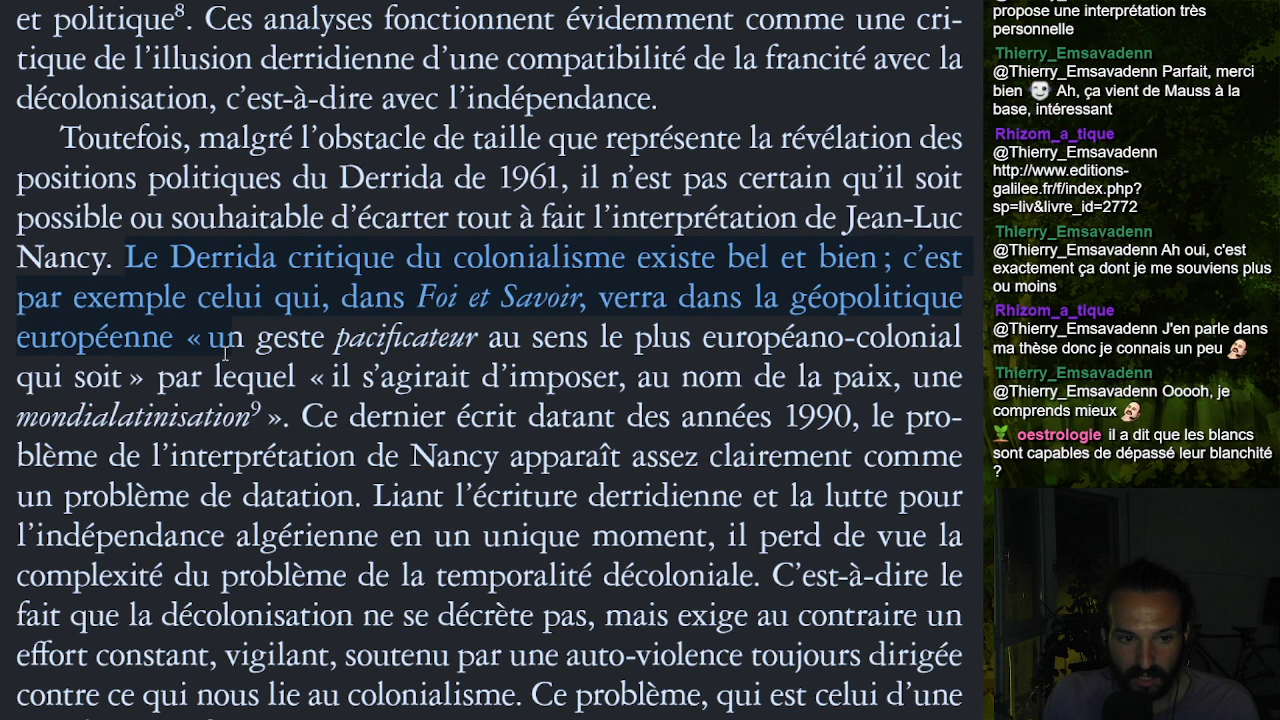 et politique⁸. Ces analyses fonctionnent évidemment comme une cri-
tique de l’illusion derridienne d’une compatibilité de la francité avec la
décolonisation, c’est-à-dire avec l’indépendance.
Toutefois, malgré l’obstacle de taille que représente la révélation des
positions politiques du Derrida de 1961, il n’est pas certain qu’il soit
possible ou souhaitable d’écarter tout à fait l’interprétation de Jean-Luc
Nancy. Le Derrida critique du colonialisme existe bel et bien ; c’est
par exemple celui qui, dans Foi et Savoir, verra dans la géopolitique
européenne « un geste pacificateur au sens le plus européano-colonial
qui soit » par lequel « il s’agirait d’imposer, au nom de la paix, une
mondialatinisation⁹ ». Ce dernier écrit datant des années 1990, le pro-
blème de l’interprétation de Nancy apparaît assez clairement comme
un problème de datation. Liant l’écriture derridienne et la lutte pour
l’indépendance algérienne en un unique moment, il perd de vue la
complexité du problème de la temporalité décoloniale. C’est-à-dire le
fait que la décolonisation ne se décrète pas, mais exige au contraire un
effort constant, vigilant, soutenu par une auto-violence toujours dirigée
contre ce qui nous lie au colonialisme. Ce problème, qui est celui d’une
propose une interprétation très
personnelle
Thierry_Emsavadenn
@Thierry_Emsavadenn Parfait, merci
bien Ah, ça vient de Mauss à la
base, intéressant
Rhizom_a_tique
@Thierry_Emsavadenn
http://www.editions-
galilee.fr/f/index.php?
sp=liv&livre_id=2772
Thierry_Emsavadenn
@Thierry_Emsavadenn Ah oui, c'est
exactement ça dont je me souviens plus
ou moins
Rhizom_a_tique
@Thierry_Emsavadenn J'en parle dans
ma thèse donc je connais un peu
Thierry_Emsavadenn
@Thierry_Emsavadenn Ooooh, je
comprends mieux
oestrologie il a dit que les blancs
sont capables de dépassé leur blanchité
?